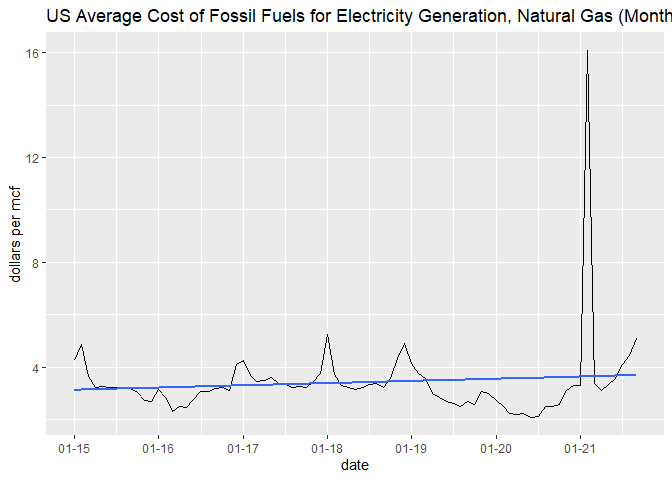 US Average Cost of Fossil Fuels for Electricity Generation, Natural Gas (Month
16
12
8
4
dollars per mcf
01-15 01-16 01-17 01-18 01-19 01-20 01-21
date